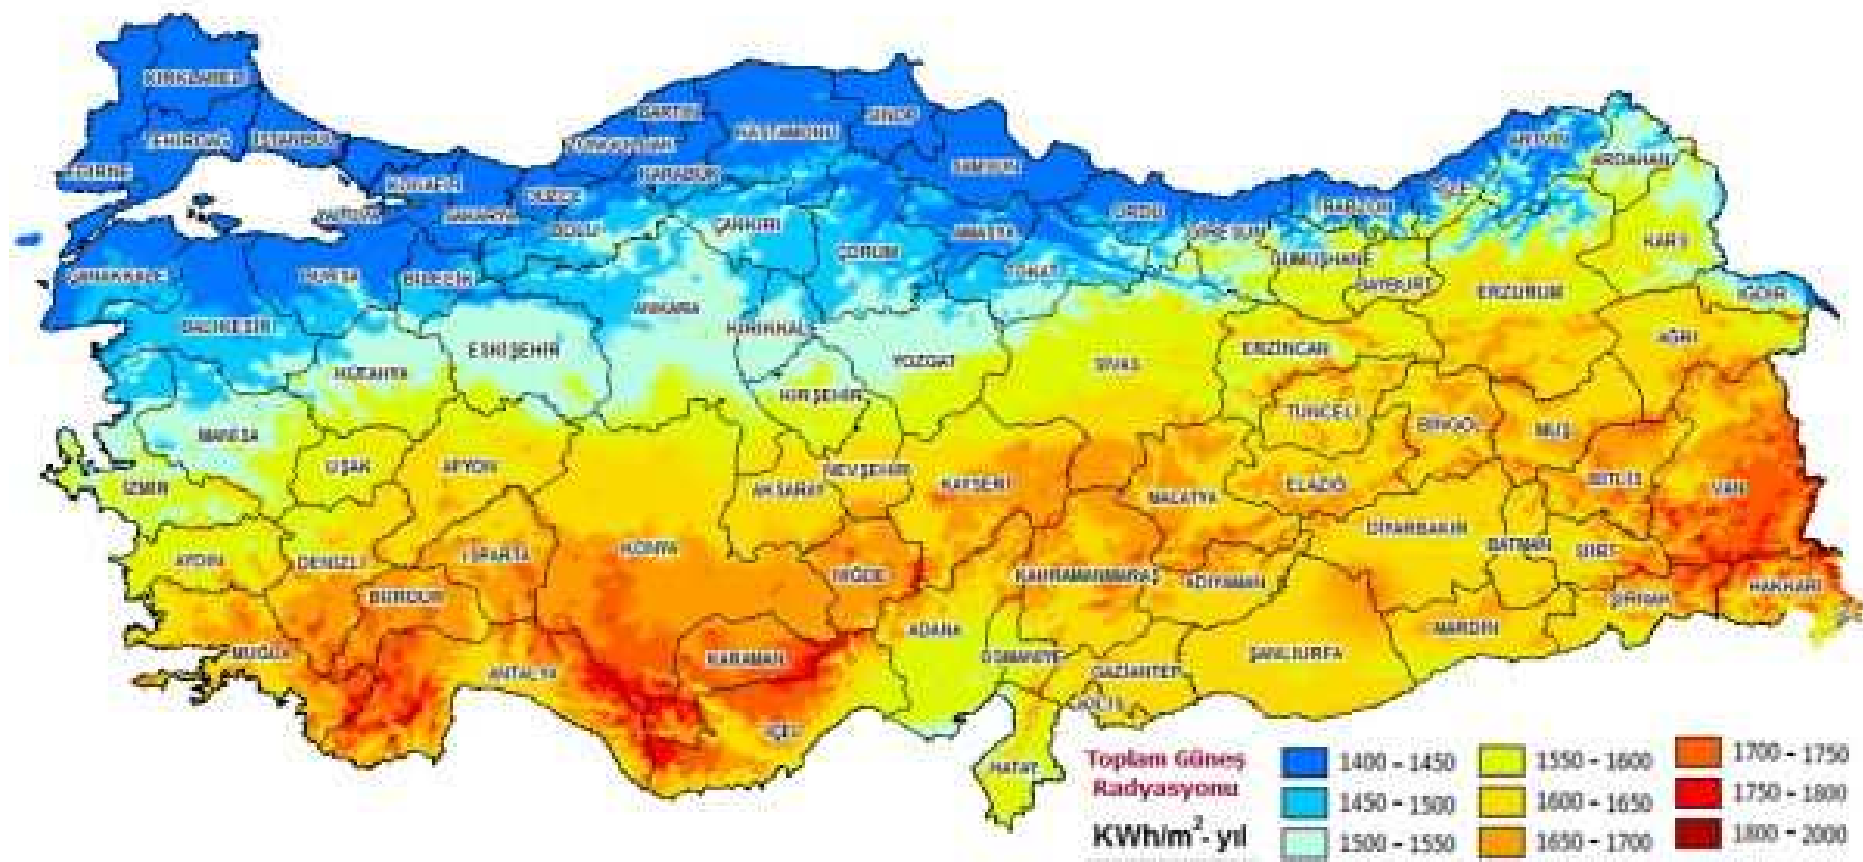 KIRKLARELİ
TEKİRDAĞ
İSTANBUL
EDİRNE
KOCAELİ
YALOVA
SAKARYA
DÜZCE
BOLU
ZONGULDAK
BARTIN
KARABÜK
KASTAMONU
SİNOP
SAMSUN
ÇANKIRI
ÇORUM
AMASYA
TOKAT
ORDU
GİRESUN
TRABZON
RİZE
ARTVİN
ARDAHAN
KARS
IĞDIR
GÜMÜŞHANE
BAYBURT
ERZURUM
AĞRI
ÇANAKKALE
BURSA
BİLECİK
BALIKESİR
ESKİŞEHİR
KÜTAHYA
ANKARA
KIRIKKALE
YOZGAT
KIRŞEHİR
SİVAS
ERZİNCAN
TUNCELİ
BİNGÖL
MUŞ
MANİSA
UŞAK
AFYON
İZMİR
AKSARAY
NEVŞEHİR
KAYSERİ
MALATYA
ELAZIĞ
BİTLİS
VAN
DİYARBAKIR
BATMAN
SİİRT
AYDIN
DENİZLİ
ISPARTA
BURDUR
KONYA
NİĞDE
KAHRAMANMARAŞ
ADIYAMAN
ŞIRNAK
HAKKARİ
MARDİN
MUĞLA
ANTALYA
KARAMAN
ADANA
OSMANİYE
GAZİANTEP
ŞANLIURFA
KİLİS
İÇEL
HATAY
Toplam Güneş
Radyasyonu
KWh/m²- yıl
1400 – 1450
1450 – 1500
1500 – 1550
1550 – 1600
1600 – 1650
1650 – 1700
1700 – 1750
1750 – 1800
1800 – 2000